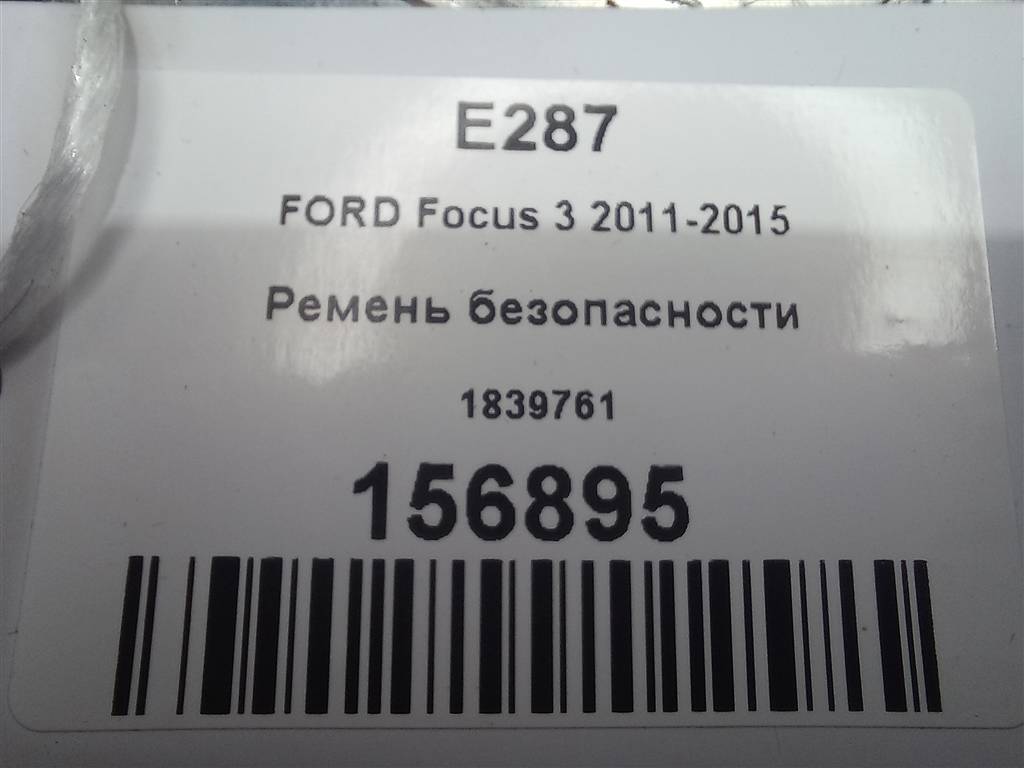 E287
FORD Focus 3 2011-2015
Ремень безопасности
1839761
156895